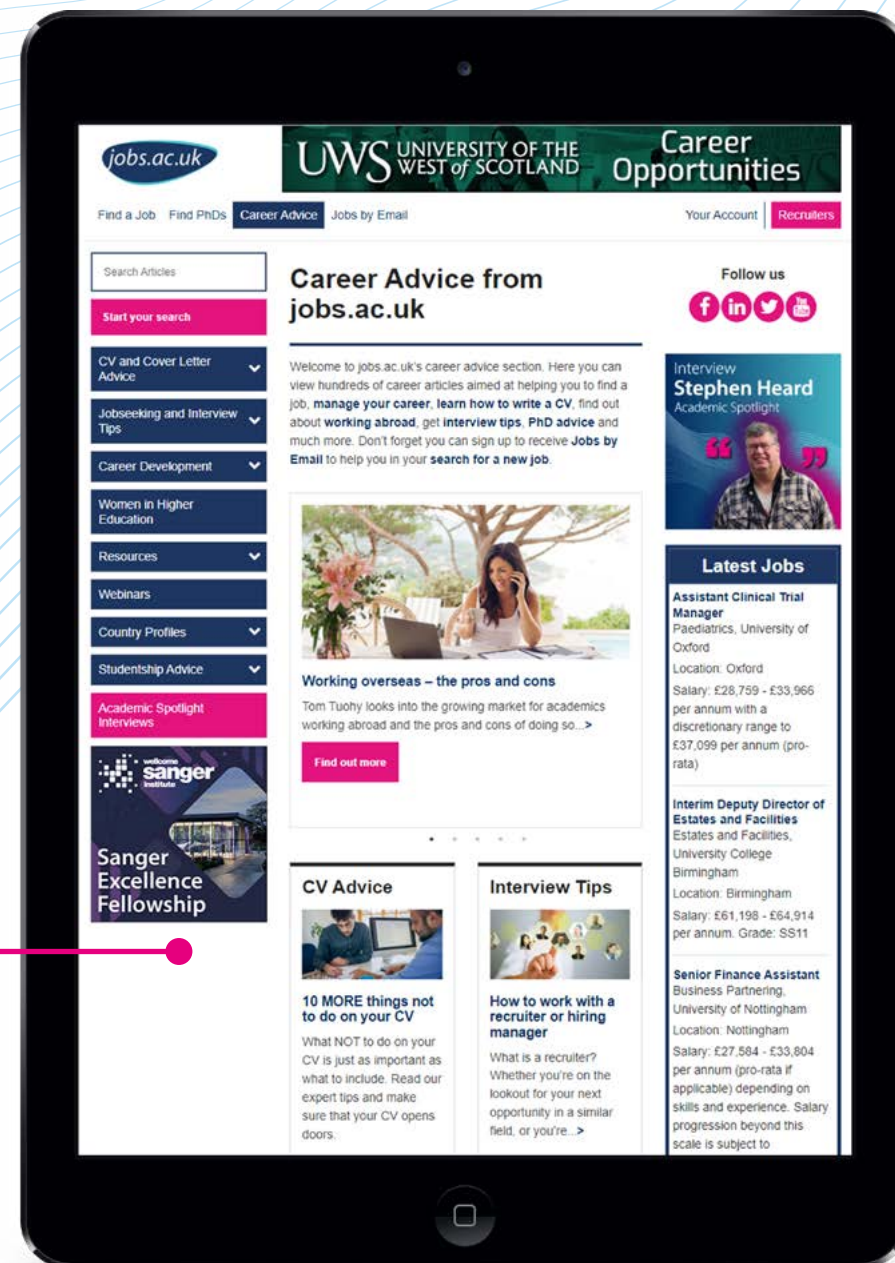 jobs.ac.uk
UWS UNIVERSITY OF THE
WEST of SCOTLAND
Career
Opportunities
Find a Job Find PhDs Career Advice Jobs by Email
Your Account Recruiters
Search Articles
Start your search
CV and Cover Letter
Advice
Jobseeking and Interview
Tips
Career Development
Women in Higher
Education
Resources
Webinars
Country Profiles
Studentship Advice
Academic Spotlight
Interviews
wellcome
sanger
institute
Sanger
Excellence
Fellowship
Career Advice from
jobs.ac.uk
Welcome to jobs.ac.uk's career advice section. Here you can
view hundreds of career articles aimed at helping you to find a
job, manage your career, learn how to write a CV, find out
about working abroad, get interview tips, PhD advice and
much more. Don't forget you can sign up to receive Jobs by
Email to help you in your search for a new job.
Working overseas – the pros and cons
Tom Tuohy looks into the growing market for academics
working abroad and the pros and cons of doing so...>
Find out more
CV Advice
10 MORE things not
to do on your CV
What NOT to do on your
CV is just as important as
what to include. Read our
expert tips and make
sure that your CV opens
doors.
Interview Tips
How to work with a
recruiter or hiring
manager
What is a recruiter?
Whether you're on the
lookout for your next
opportunity in a similar
field, or you're...>
Follow us
f in You Tube
Interview
Stephen Heard
Academic Spotlight
Latest Jobs
Assistant Clinical Trial
Manager
Paediatrics, University of
Oxford
Location: Oxford
Salary: £28,759 - £33,966
per annum with a
discretionary range to
£37,099 per annum (pro-
rata)
Interim Deputy Director of
Estates and Facilities
Estates and Facilities,
University College
Birmingham
Location: Birmingham
Salary: £61,198 - £64,914
per annum. Grade: SS11
Senior Finance Assistant
Business Partnering,
University of Nottingham
Location: Nottingham
Salary: £27,584 - £33,804
per annum (pro-rata if
applicable) depending on
skills and experience. Salary
progression beyond this
scale is subject to